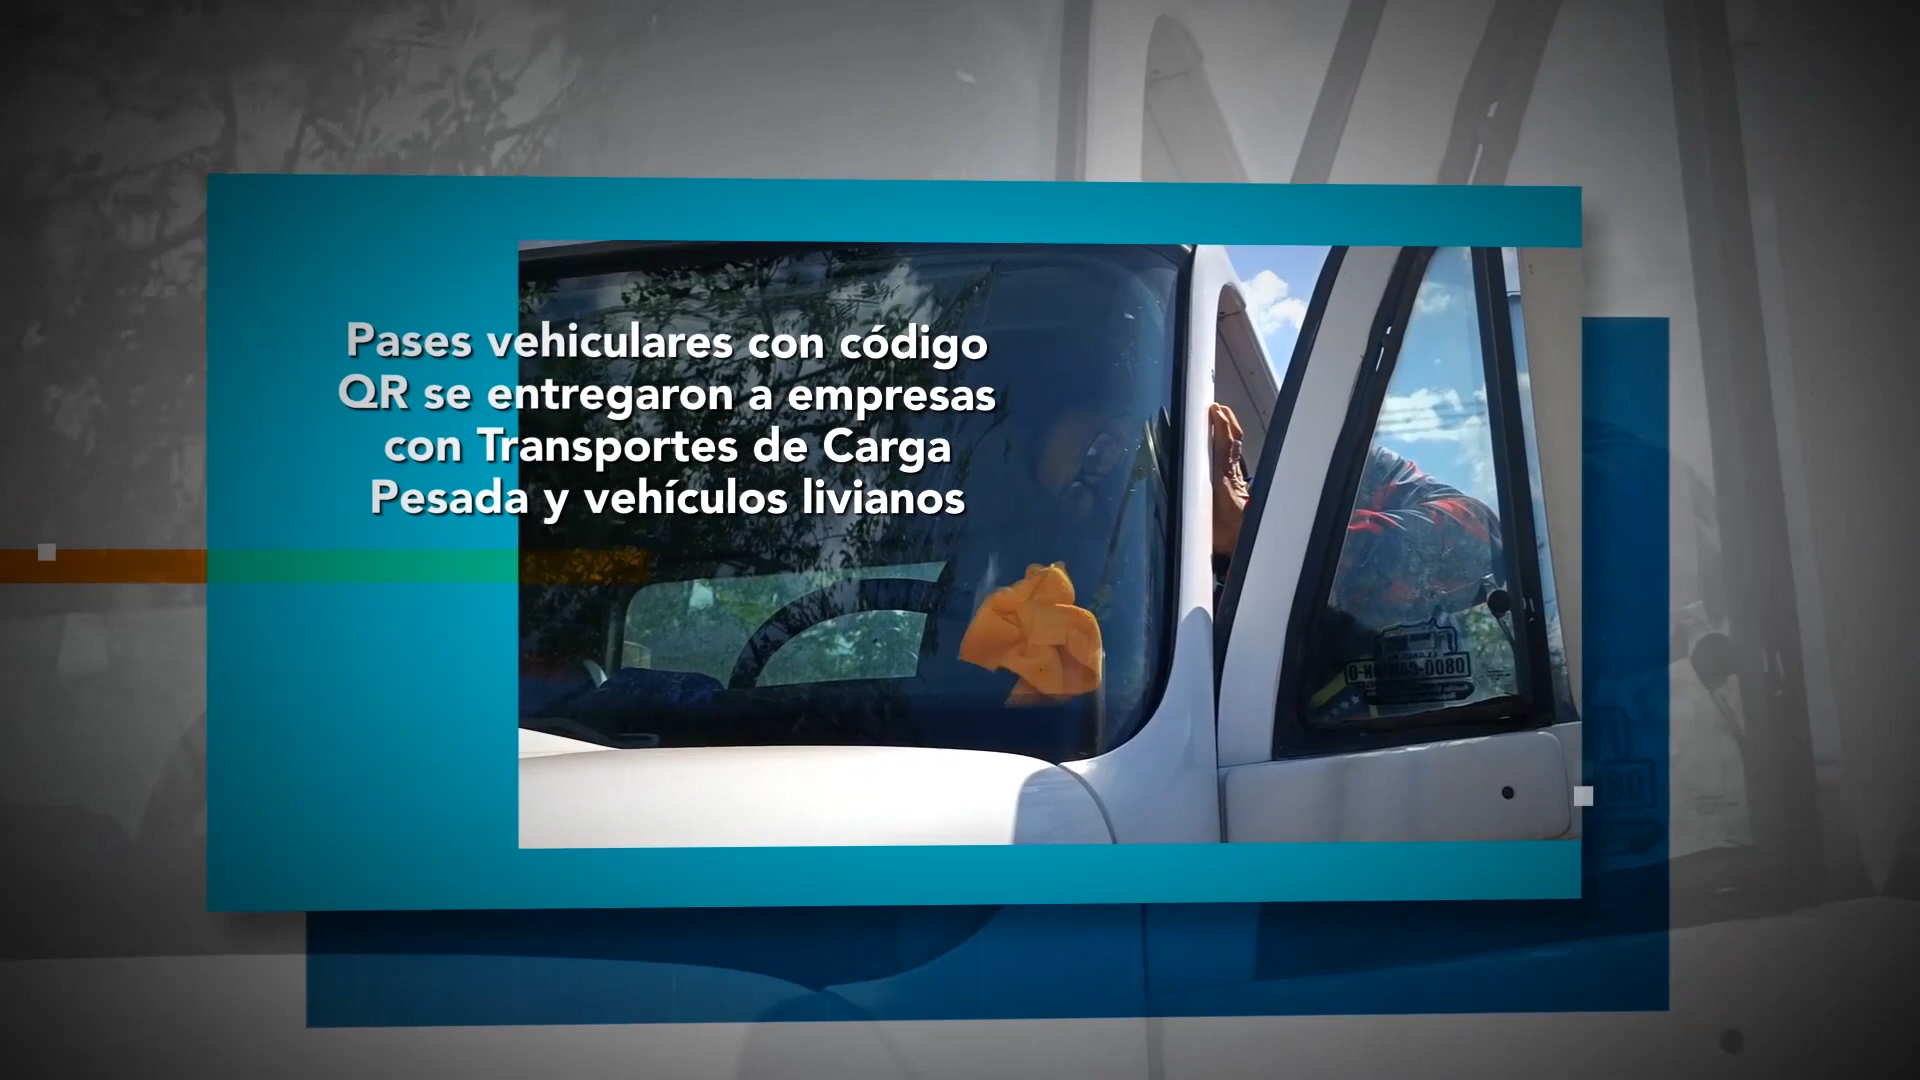 Pases vehiculares con código
QR se entregaron a empresas
con Transportes de Carga
Pesada y vehículos livianos